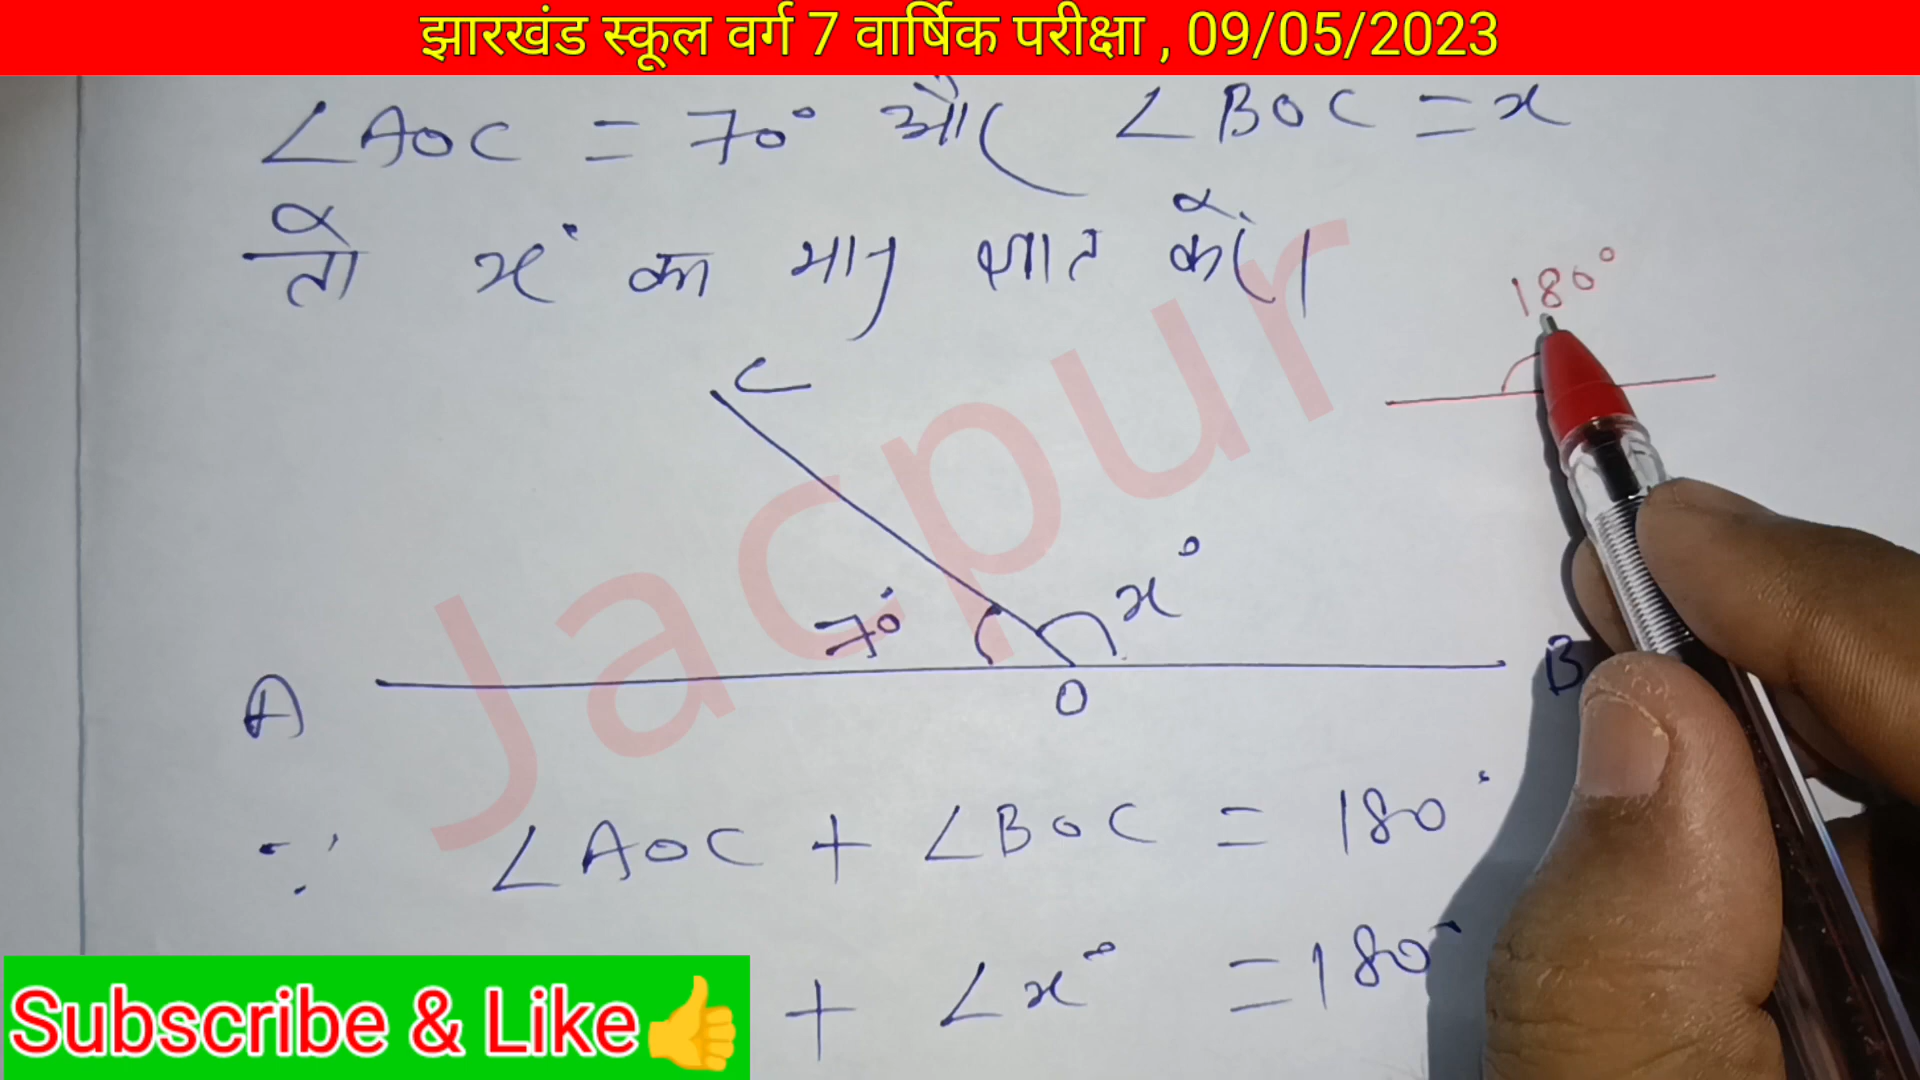 झारखंड स्कूल वर्ग 7 वार्षिक परीक्षा , 09/05/2023
∠AOC = 70° और ∠BOC = x
तो x° का मान ज्ञात करें।
180°
C
70° x°
A O B
∵ ∠AOC + ∠BOC = 180°
+ ∠x° = 180°
Jacpur
Subscribe & Like👍